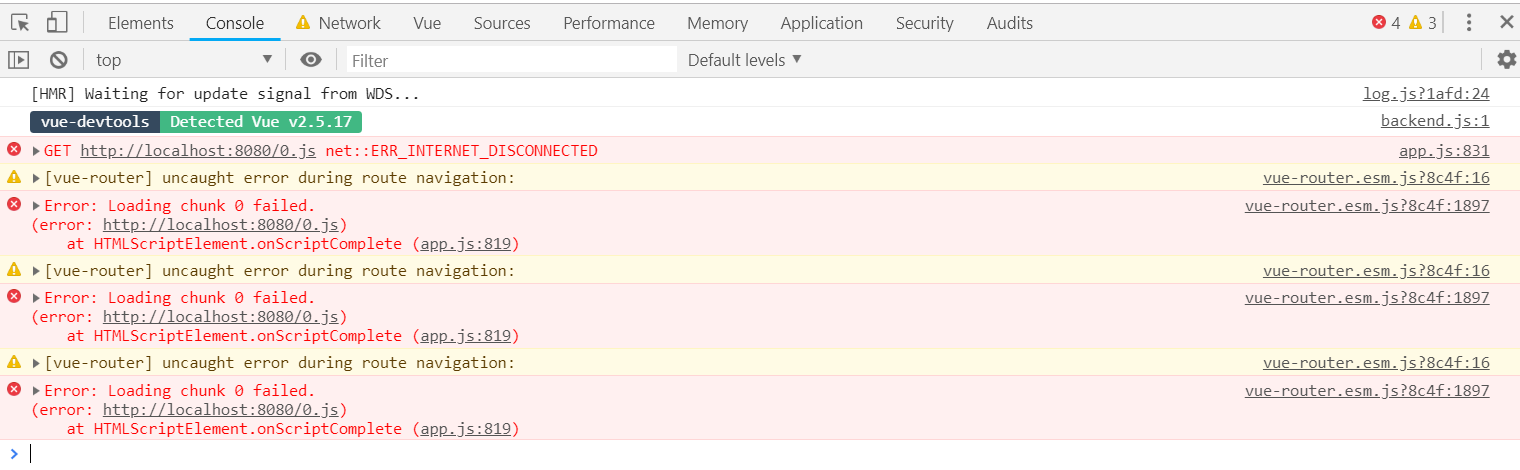 Elements Console Network Vue Sources Performance Memory Application Security Audits 4 3
top Filter Default levels
[HMR] Waiting for update signal from WDS... log.js?1afd:24
vue-devtools Detected Vue v2.5.17 backend.js:1
GET http://localhost:8080/0.js net::ERR_INTERNET_DISCONNECTED app.js:831
[vue-router] uncaught error during route navigation: vue-router.esm.js?8c4f:16
Error: Loading chunk 0 failed. vue-router.esm.js?8c4f:1897
(error: http://localhost:8080/0.js)
at HTMLScriptElement.onScriptComplete (app.js:819)
[vue-router] uncaught error during route navigation: vue-router.esm.js?8c4f:16
Error: Loading chunk 0 failed. vue-router.esm.js?8c4f:1897
(error: http://localhost:8080/0.js)
at HTMLScriptElement.onScriptComplete (app.js:819)
[vue-router] uncaught error during route navigation: vue-router.esm.js?8c4f:16
Error: Loading chunk 0 failed. vue-router.esm.js?8c4f:1897
(error: http://localhost:8080/0.js)
at HTMLScriptElement.onScriptComplete (app.js:819)